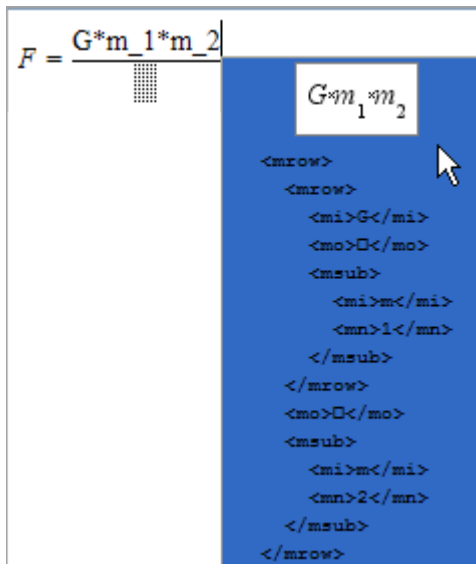 F = G*m_1*m_2
G*m1*m2
<mrow>
<mrow>
<mi>G</mi>
<mo>□</mo>
<msub>
<mi>m</mi>
<mn>1</mn>
</msub>
</mrow>
<mo>□</mo>
<msub>
<mi>m</mi>
<mn>2</mn>
</msub>
</mrow>